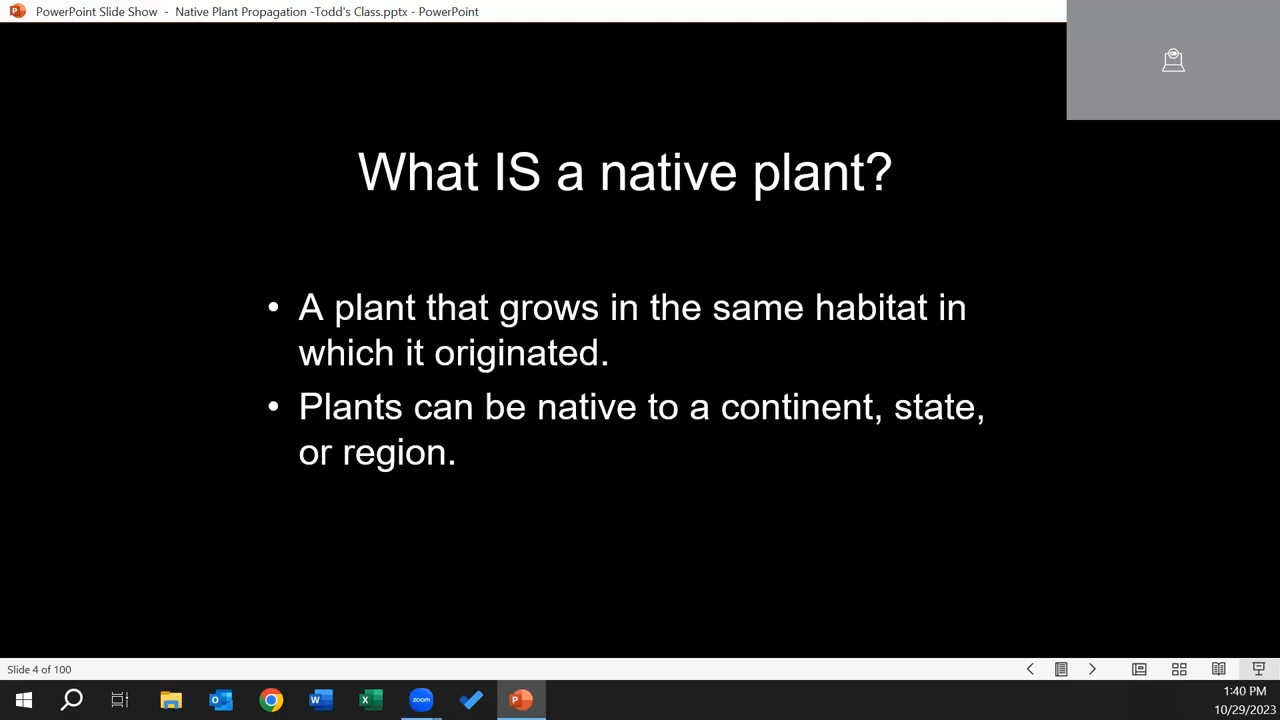 PowerPoint Slide Show - Native Plant Propagation -Todd's Class.pptx - PowerPoint
What IS a native plant?
• A plant that grows in the same habitat in
which it originated.
• Plants can be native to a continent, state,
or region.
Slide 4 of 100
zoom
1:40 PM
10/29/2023